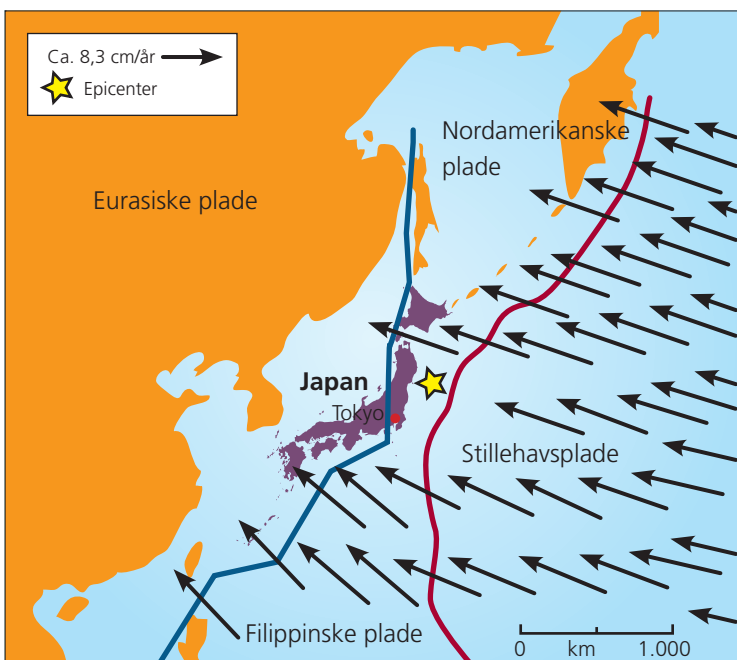 Ca. 8,3 cm/år
Epicenter
Nordamerikanske
plade
Eurasiske plade
Japan
Tokyo
Stillehavsplade
Filippinske plade
0 km 1.000